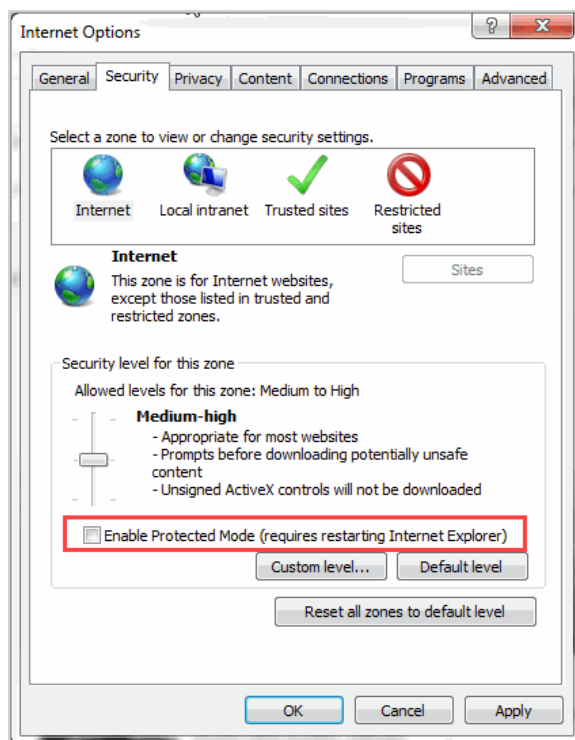 Internet Options
General Security Privacy Content Connections Programs Advanced
Select a zone to view or change security settings.
Internet Local intranet Trusted sites Restricted
sites
Internet
Sites
This zone is for Internet websites,
except those listed in trusted and
restricted zones.
Security level for this zone
Allowed levels for this zone: Medium to High
Medium-high
- Appropriate for most websites
- Prompts before downloading potentially unsafe
content
- Unsigned ActiveX controls will not be downloaded
Enable Protected Mode (requires restarting Internet Explorer)
Custom level... Default level
Reset all zones to default level
OK Cancel Apply